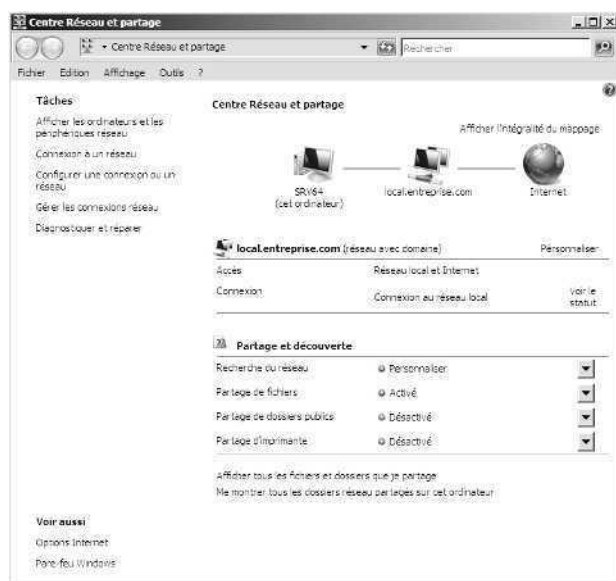 Centre Réseau et partage
Centre Réseau et partage
Rechercher
Fichier Edition Affichage Outils ?
Tâches
Afficher les ordinateurs et les
périphériques réseau
Connexion à un réseau
Configurer une connexion ou un
réseau
Gérer les connexions réseau
Diagnostiquer et réparer
Voir aussi
Options Internet
Pare-feu Windows
Centre Réseau et partage
Afficher l'intégralité du mappage
SRV64
(cet ordinateur)
local.entreprise.com
Internet
local.entreprise.com (réseau avec domaine) Personnaliser
Accès Réseau local et Internet
Connexion Connexion au réseau local Voir le
statut
Partage et découverte
Recherche du réseau Personnaliser
Partage de fichiers Activé
Partage de dossiers publics Désactivé
Partage d'imprimante Désactivé
Afficher tous les fichiers et dossiers que je partage
Me montrer tous les dossiers réseau partagés sur cet ordinateur